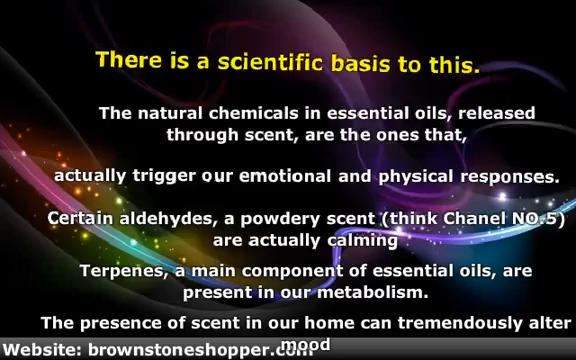 There is a scientific basis to this.
The natural chemicals in essential oils, released
through scent, are the ones that,
actually trigger our emotional and physical responses.
Certain aldehydes, a powdery scent (think Chanel NO.5)
are actually calming
Terpenes, a main component of essential oils, are
present in our metabolism.
The presence of scent in our home can tremendously alter
mood
Website: brownstoneshopper.com